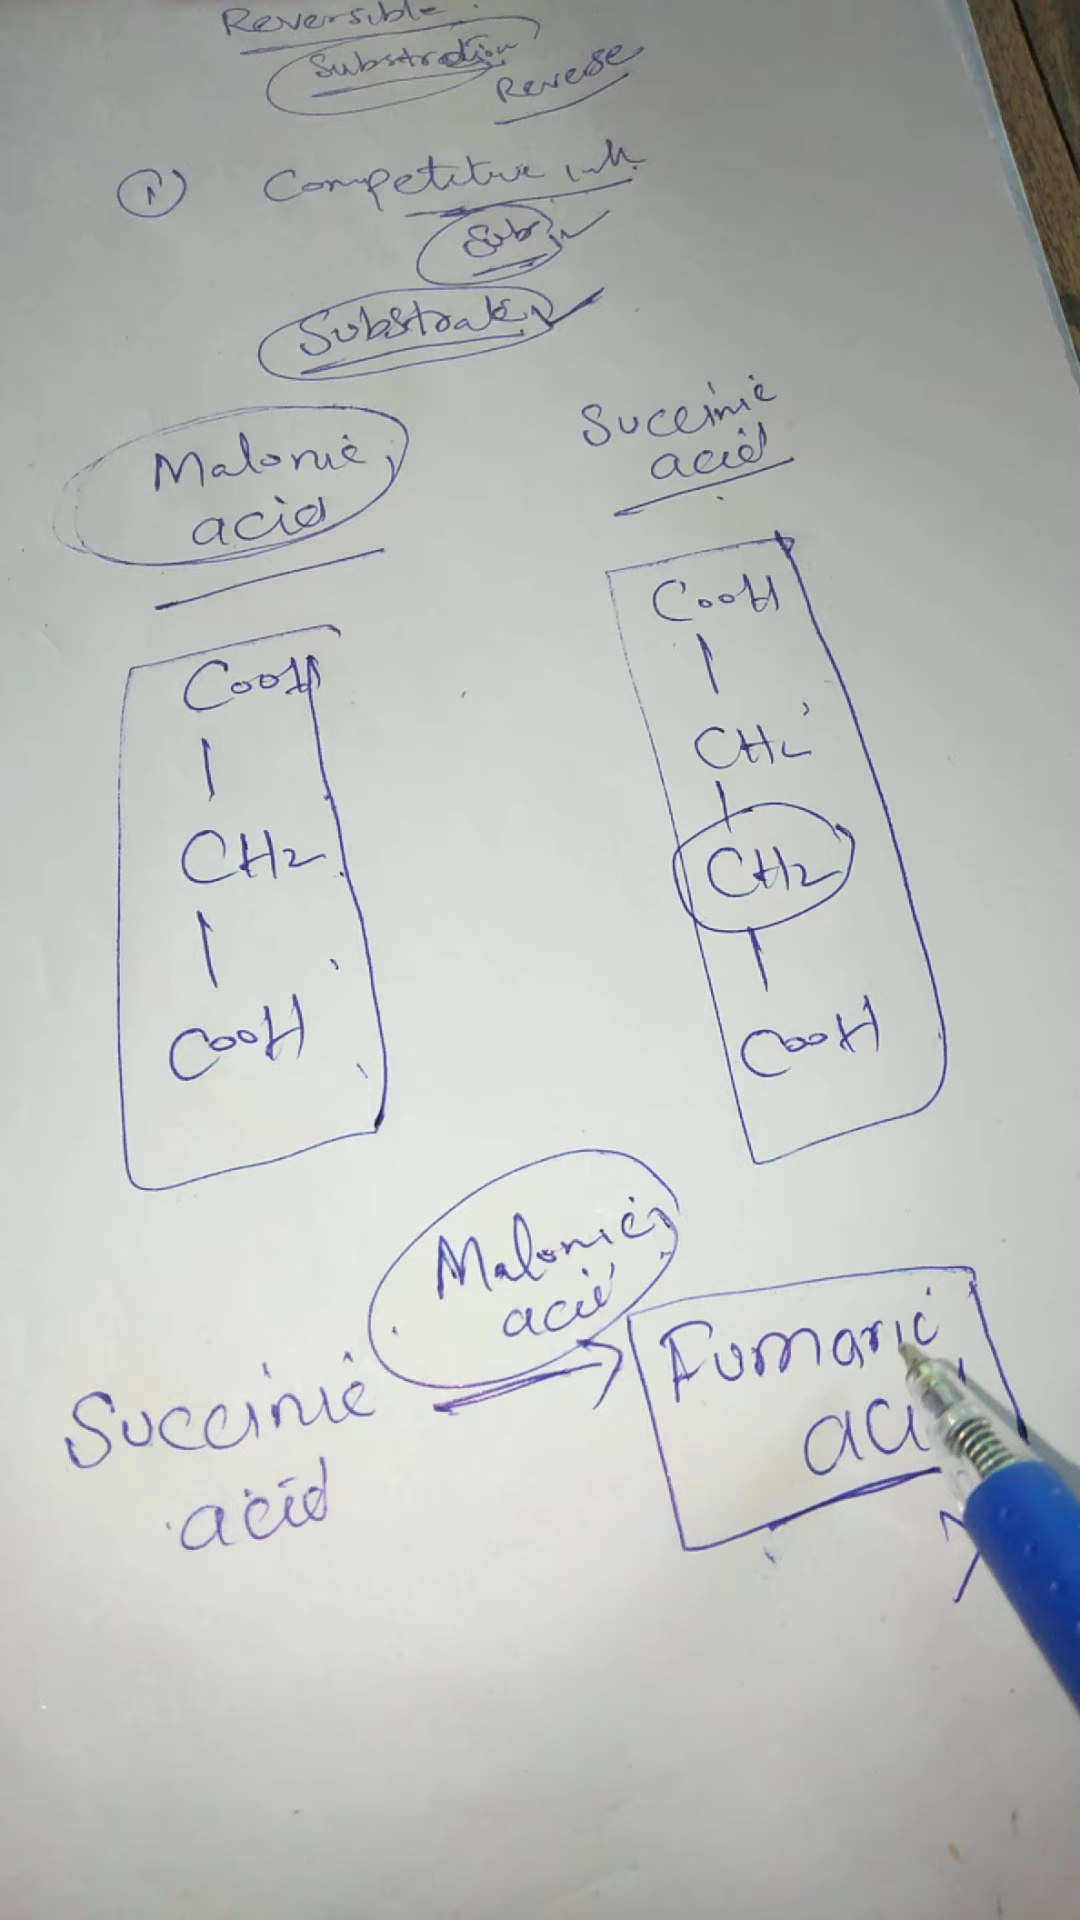 Reversible
Substration
Reverse
1 Competitive inh
Sub
Substrate
Malonic
acid
Succinic
acid
COOH
|
CH2
|
COOH
COOH
|
CH2
|
CH2
|
COOH
Malonic
acid
Succinic
acid
Fumaric
aci